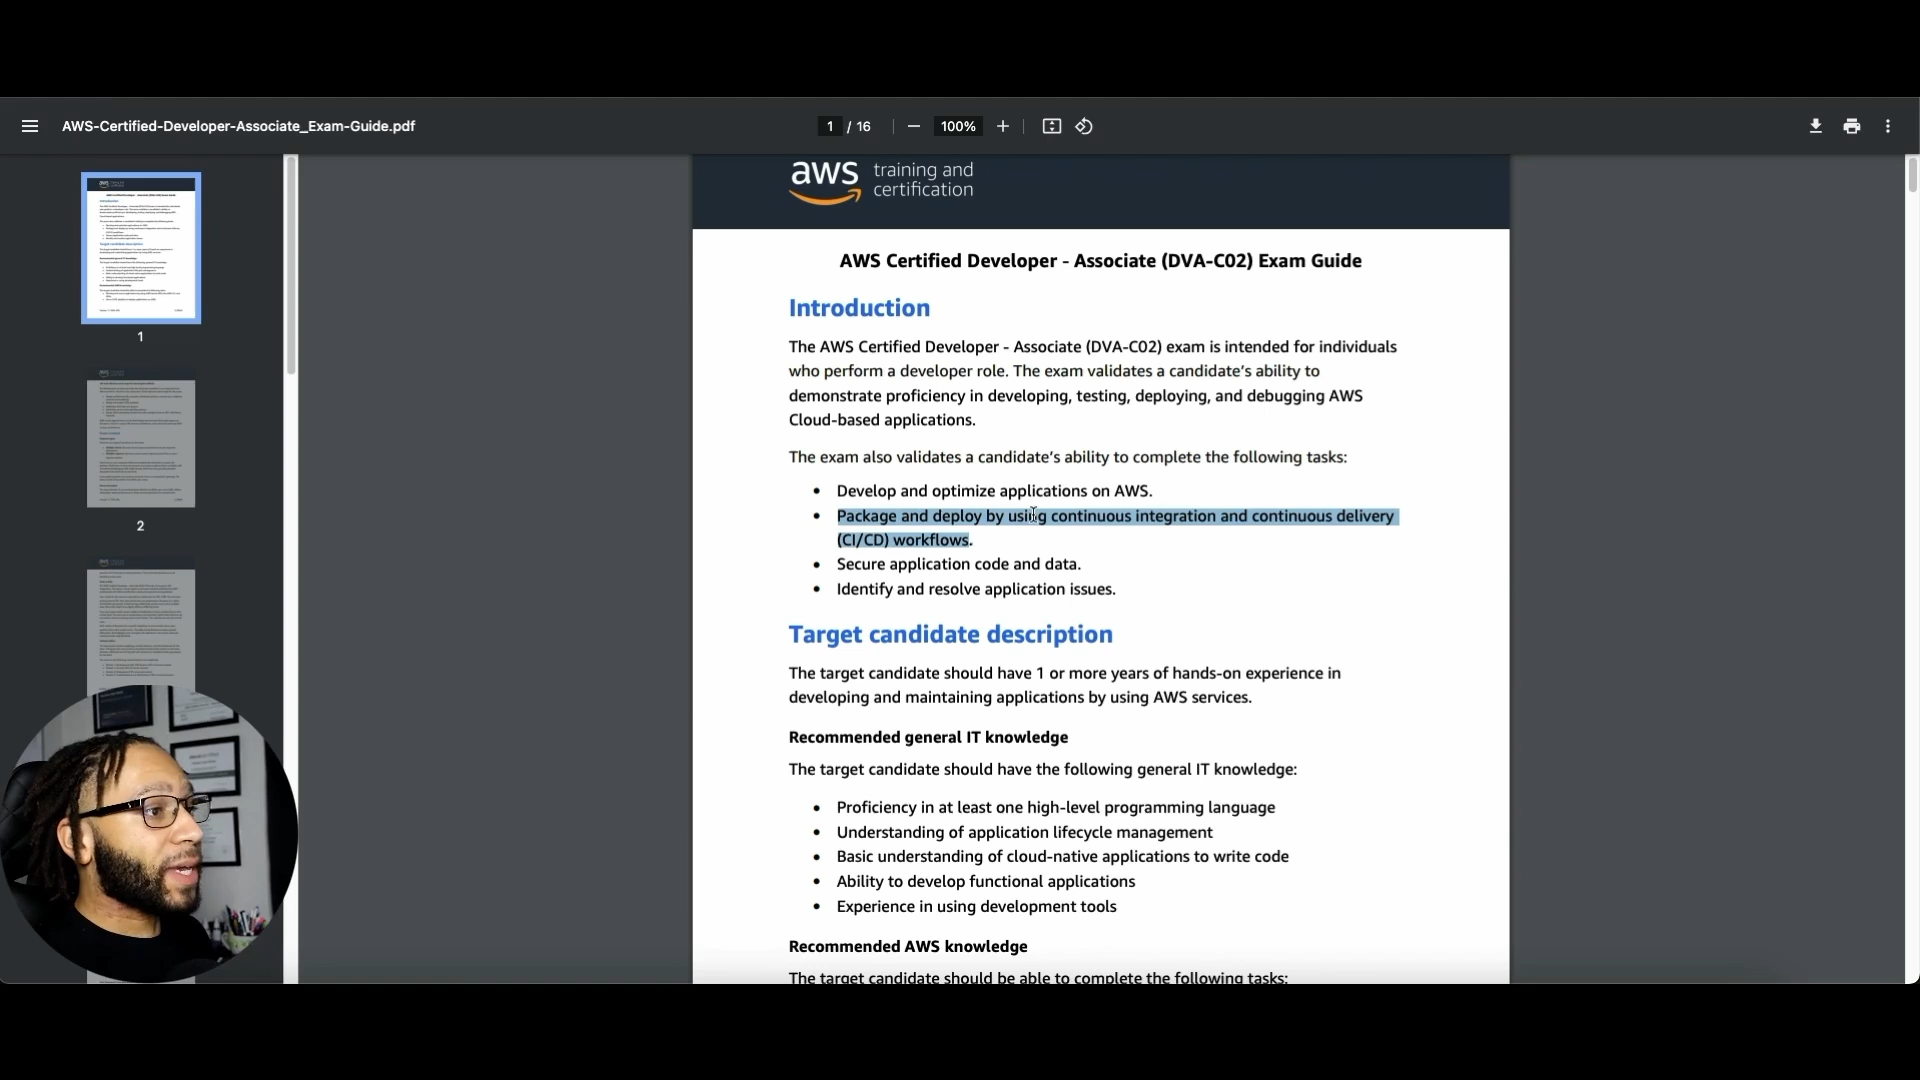 AWS-Certified-Developer-Associate_Exam-Guide.pdf
1 / 16
100%
aws training and
certification
AWS Certified Developer - Associate (DVA-C02) Exam Guide
Introduction
The AWS Certified Developer - Associate (DVA-C02) exam is intended for individuals
who perform a developer role. The exam validates a candidate’s ability to
demonstrate proficiency in developing, testing, deploying, and debugging AWS
Cloud-based applications.
The exam also validates a candidate’s ability to complete the following tasks:
• Develop and optimize applications on AWS.
• Package and deploy by using continuous integration and continuous delivery
(CI/CD) workflows.
• Secure application code and data.
• Identify and resolve application issues.
Target candidate description
The target candidate should have 1 or more years of hands-on experience in
developing and maintaining applications by using AWS services.
Recommended general IT knowledge
The target candidate should have the following general IT knowledge:
• Proficiency in at least one high-level programming language
• Understanding of application lifecycle management
• Basic understanding of cloud-native applications to write code
• Ability to develop functional applications
• Experience in using development tools
Recommended AWS knowledge
The target candidate should be able to complete the following tasks:
1
2